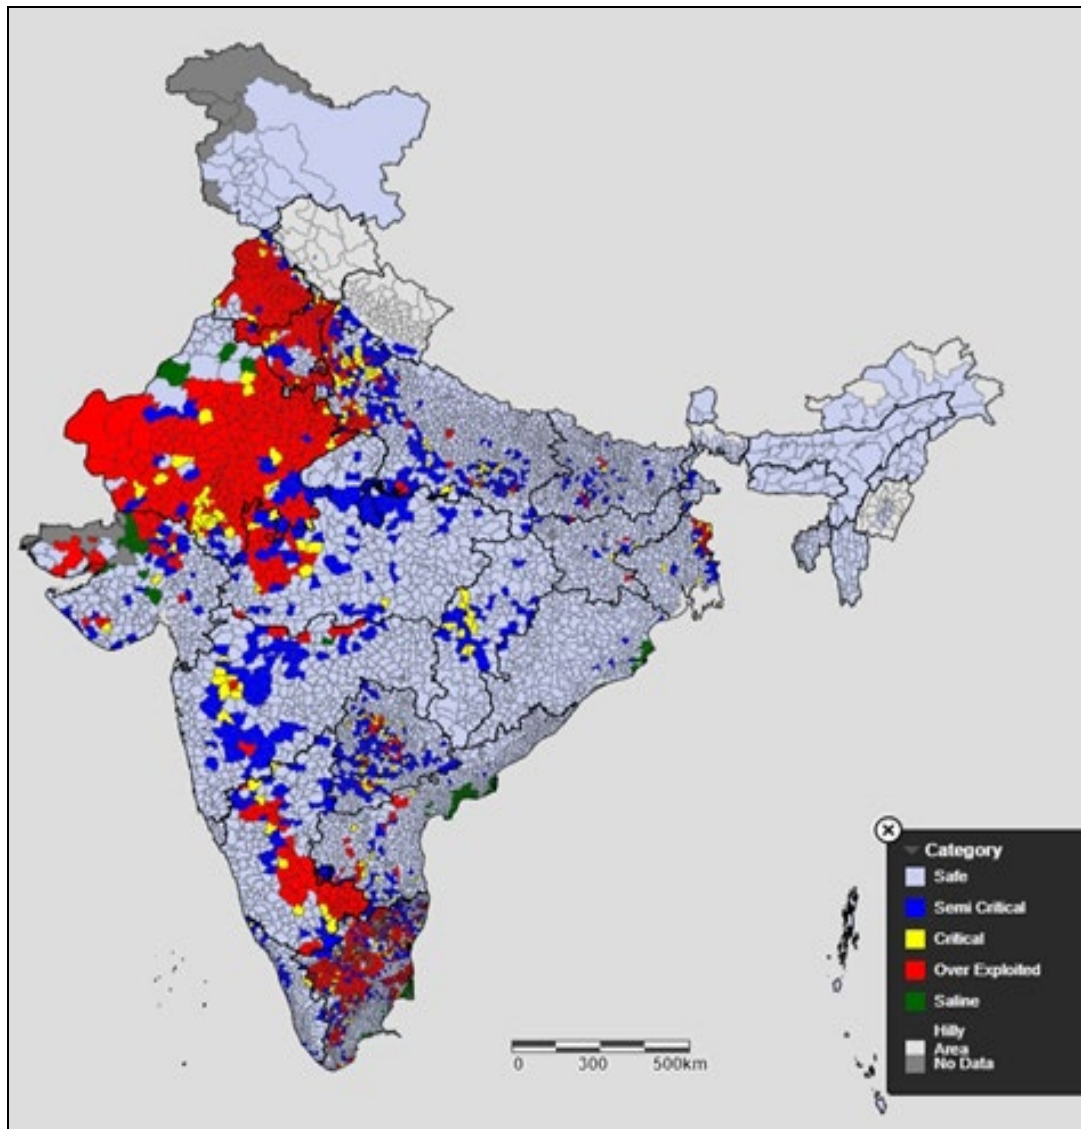 Category
Safe
Semi Critical
Critical
Over Exploited
Saline
Hilly
Area
No Data
0 300 500km